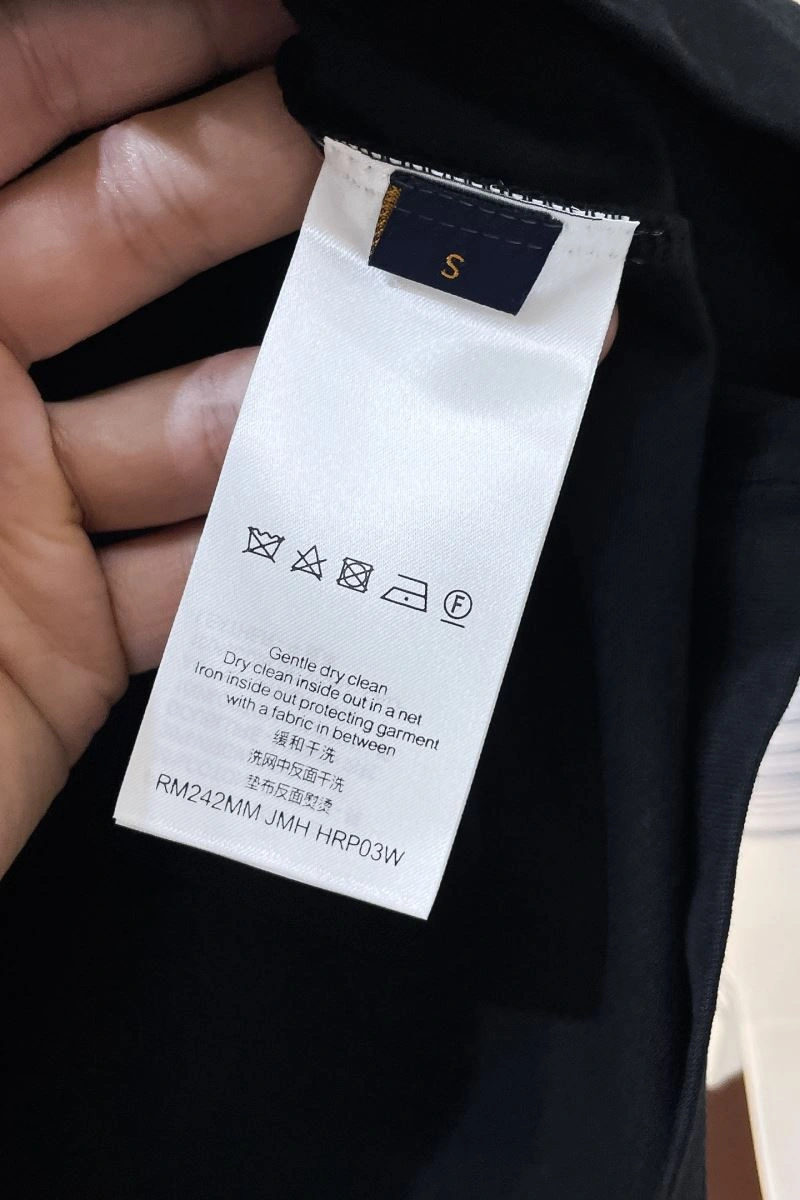 S
F
Gentle dry clean
Dry clean inside out in a net
Iron inside out protecting garment
with a fabric in between
缓和干洗
洗网中反面干洗
垫布反面熨烫
RM242MM JMH HRP03W